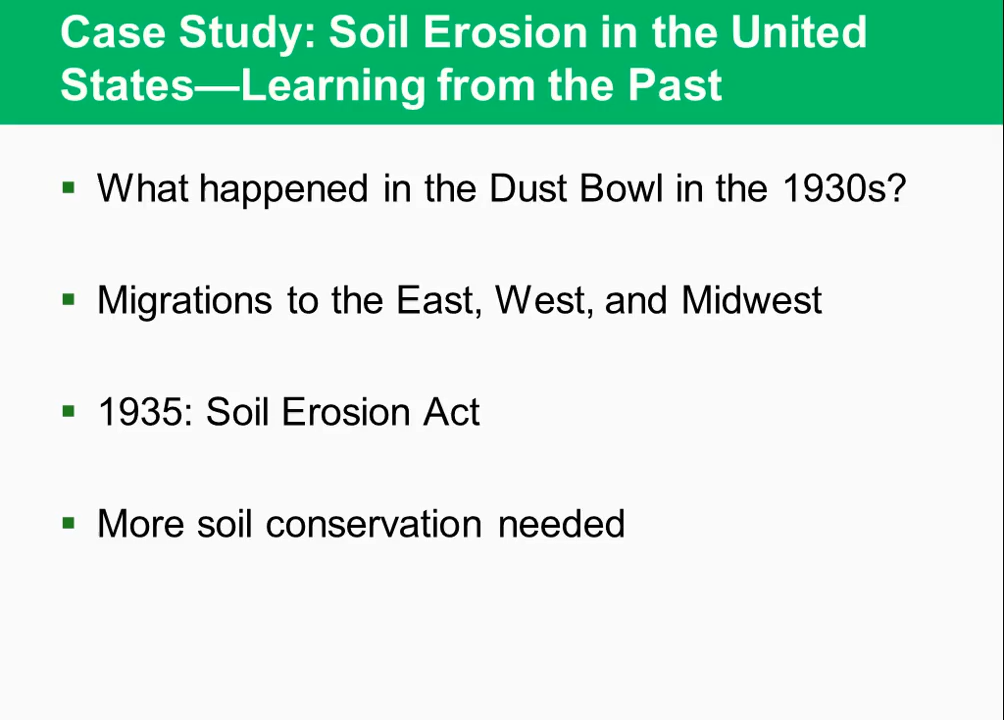 Case Study: Soil Erosion in the United
States—Learning from the Past
▪ What happened in the Dust Bowl in the 1930s?
▪ Migrations to the East, West, and Midwest
▪ 1935: Soil Erosion Act
▪ More soil conservation needed